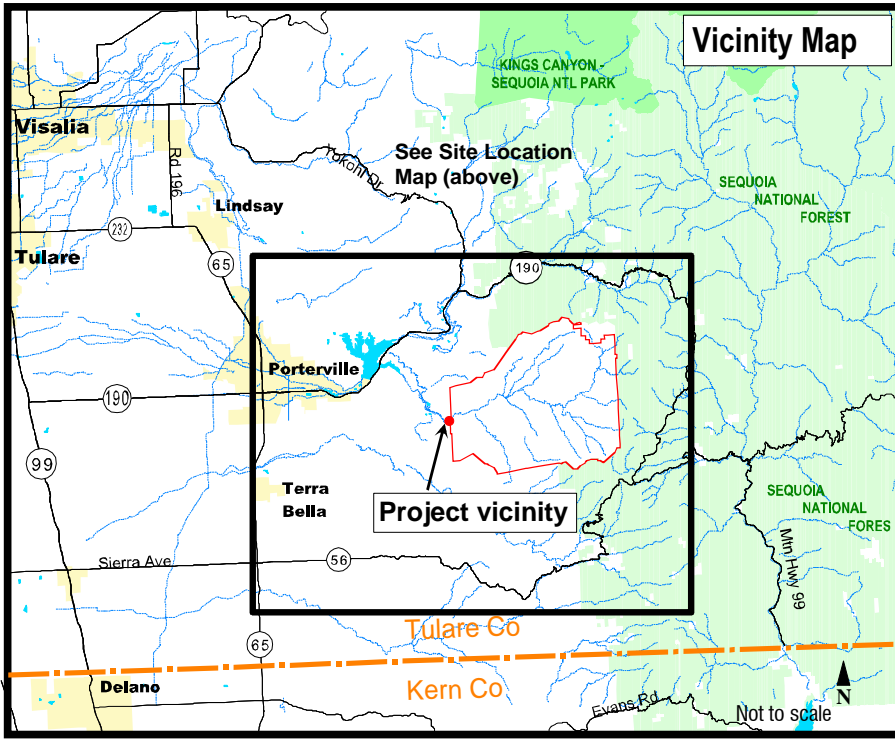 Vicinity Map
KINGS CANYON -
SEQUOIA NTL PARK
Visalia
Rd 196
Yokohl Dr
See Site Location
Map (above)
SEQUOIA
NATIONAL
FOREST
Lindsay
232
Tulare
65
190
Porterville
190
99
Terra
Bella
Project vicinity
SEQUOIA
NATIONAL
FORES
Mtn Hwy 99
Sierra Ave
56
Tulare Co
65
Kern Co
Delano
Evans Rd
N
Not to scale